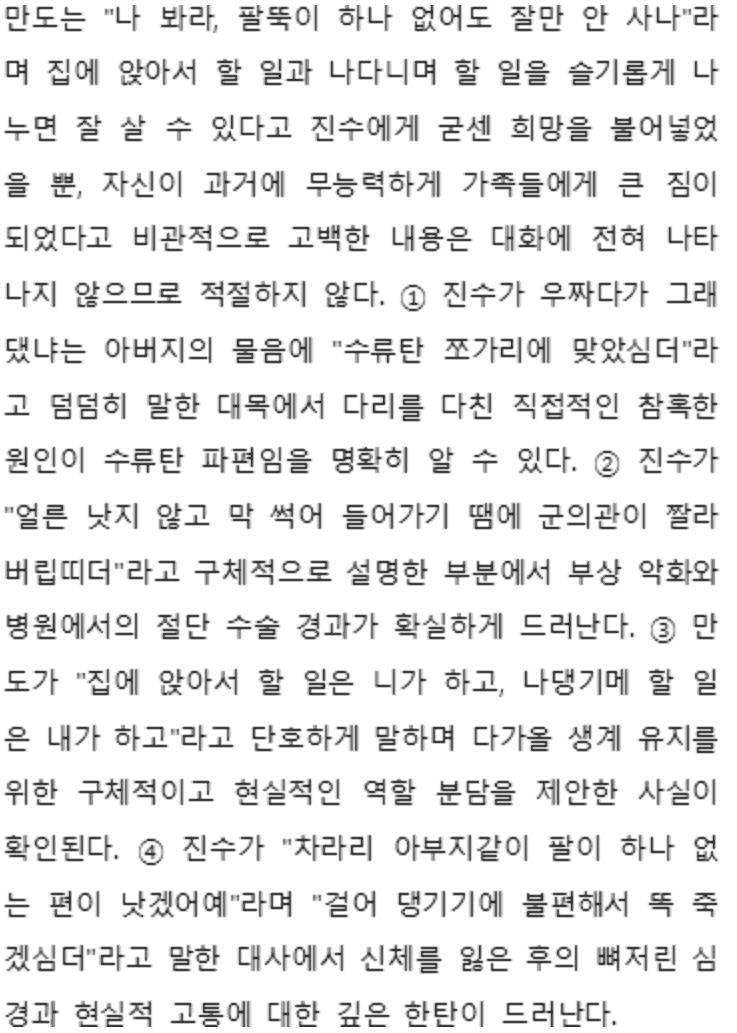 만도는 "나 봐라, 팔뚝이 하나 없어도 잘만 안 사나"라
며 집에 앉아서 할 일과 나다니며 할 일을 슬기롭게 나
누면 잘 살 수 있다고 진수에게 굳센 희망을 불어넣었
을 뿐, 자신이 과거에 무능력하게 가족들에게 큰 짐이
되었다고 비관적으로 고백한 내용은 대화에 전혀 나타
나지 않으므로 적절하지 않다. ① 진수가 우짜다가 그래
됐냐는 아버지의 물음에 "수류탄 쪼가리에 맞았심더"라
고 덤덤히 말한 대목에서 다리를 다친 직접적인 참혹한
원인이 수류탄 파편임을 명확히 알 수 있다. ② 진수가
"얼른 낫지 않고 막 썩어 들어가기 땜에 군의관이 짤라
버립띠더"라고 구체적으로 설명한 부분에서 부상 악화와
병원에서의 절단 수술 경과가 확실하게 드러난다. ③ 만
도가 "집에 앉아서 할 일은 니가 하고, 나댕기메 할 일
은 내가 하고"라고 단호하게 말하며 다가올 생계 유지를
위한 구체적이고 현실적인 역할 분담을 제안한 사실이
확인된다. ④ 진수가 "차라리 아부지같이 팔이 하나 없
는 편이 낫겠어예"라며 "걸어 댕기기에 불편해서 똑 죽
겠심더"라고 말한 대사에서 신체를 잃은 후의 뼈저린 심
경과 현실적 고통에 대한 깊은 한탄이 드러난다.